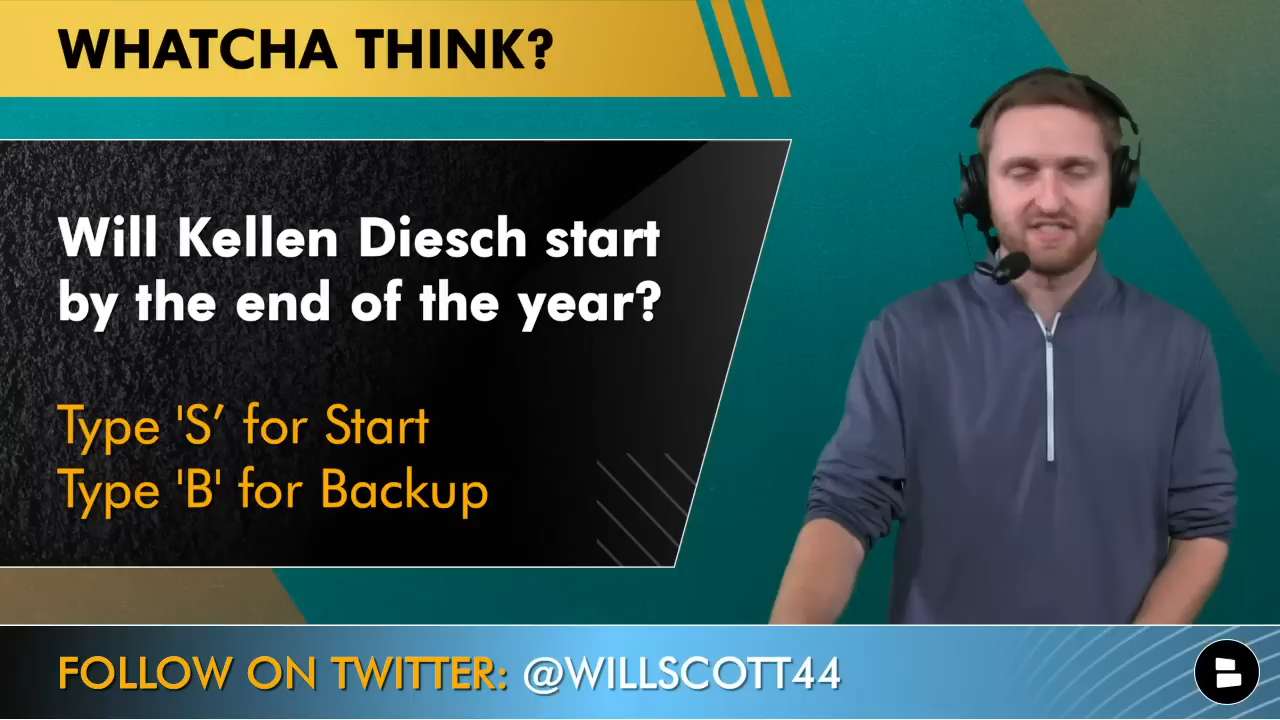 WHATCHA THINK?
Will Kellen Diesch start
by the end of the year?
Type 'S’ for Start
Type 'B' for Backup
FOLLOW ON TWITTER: @WILLSCOTT44